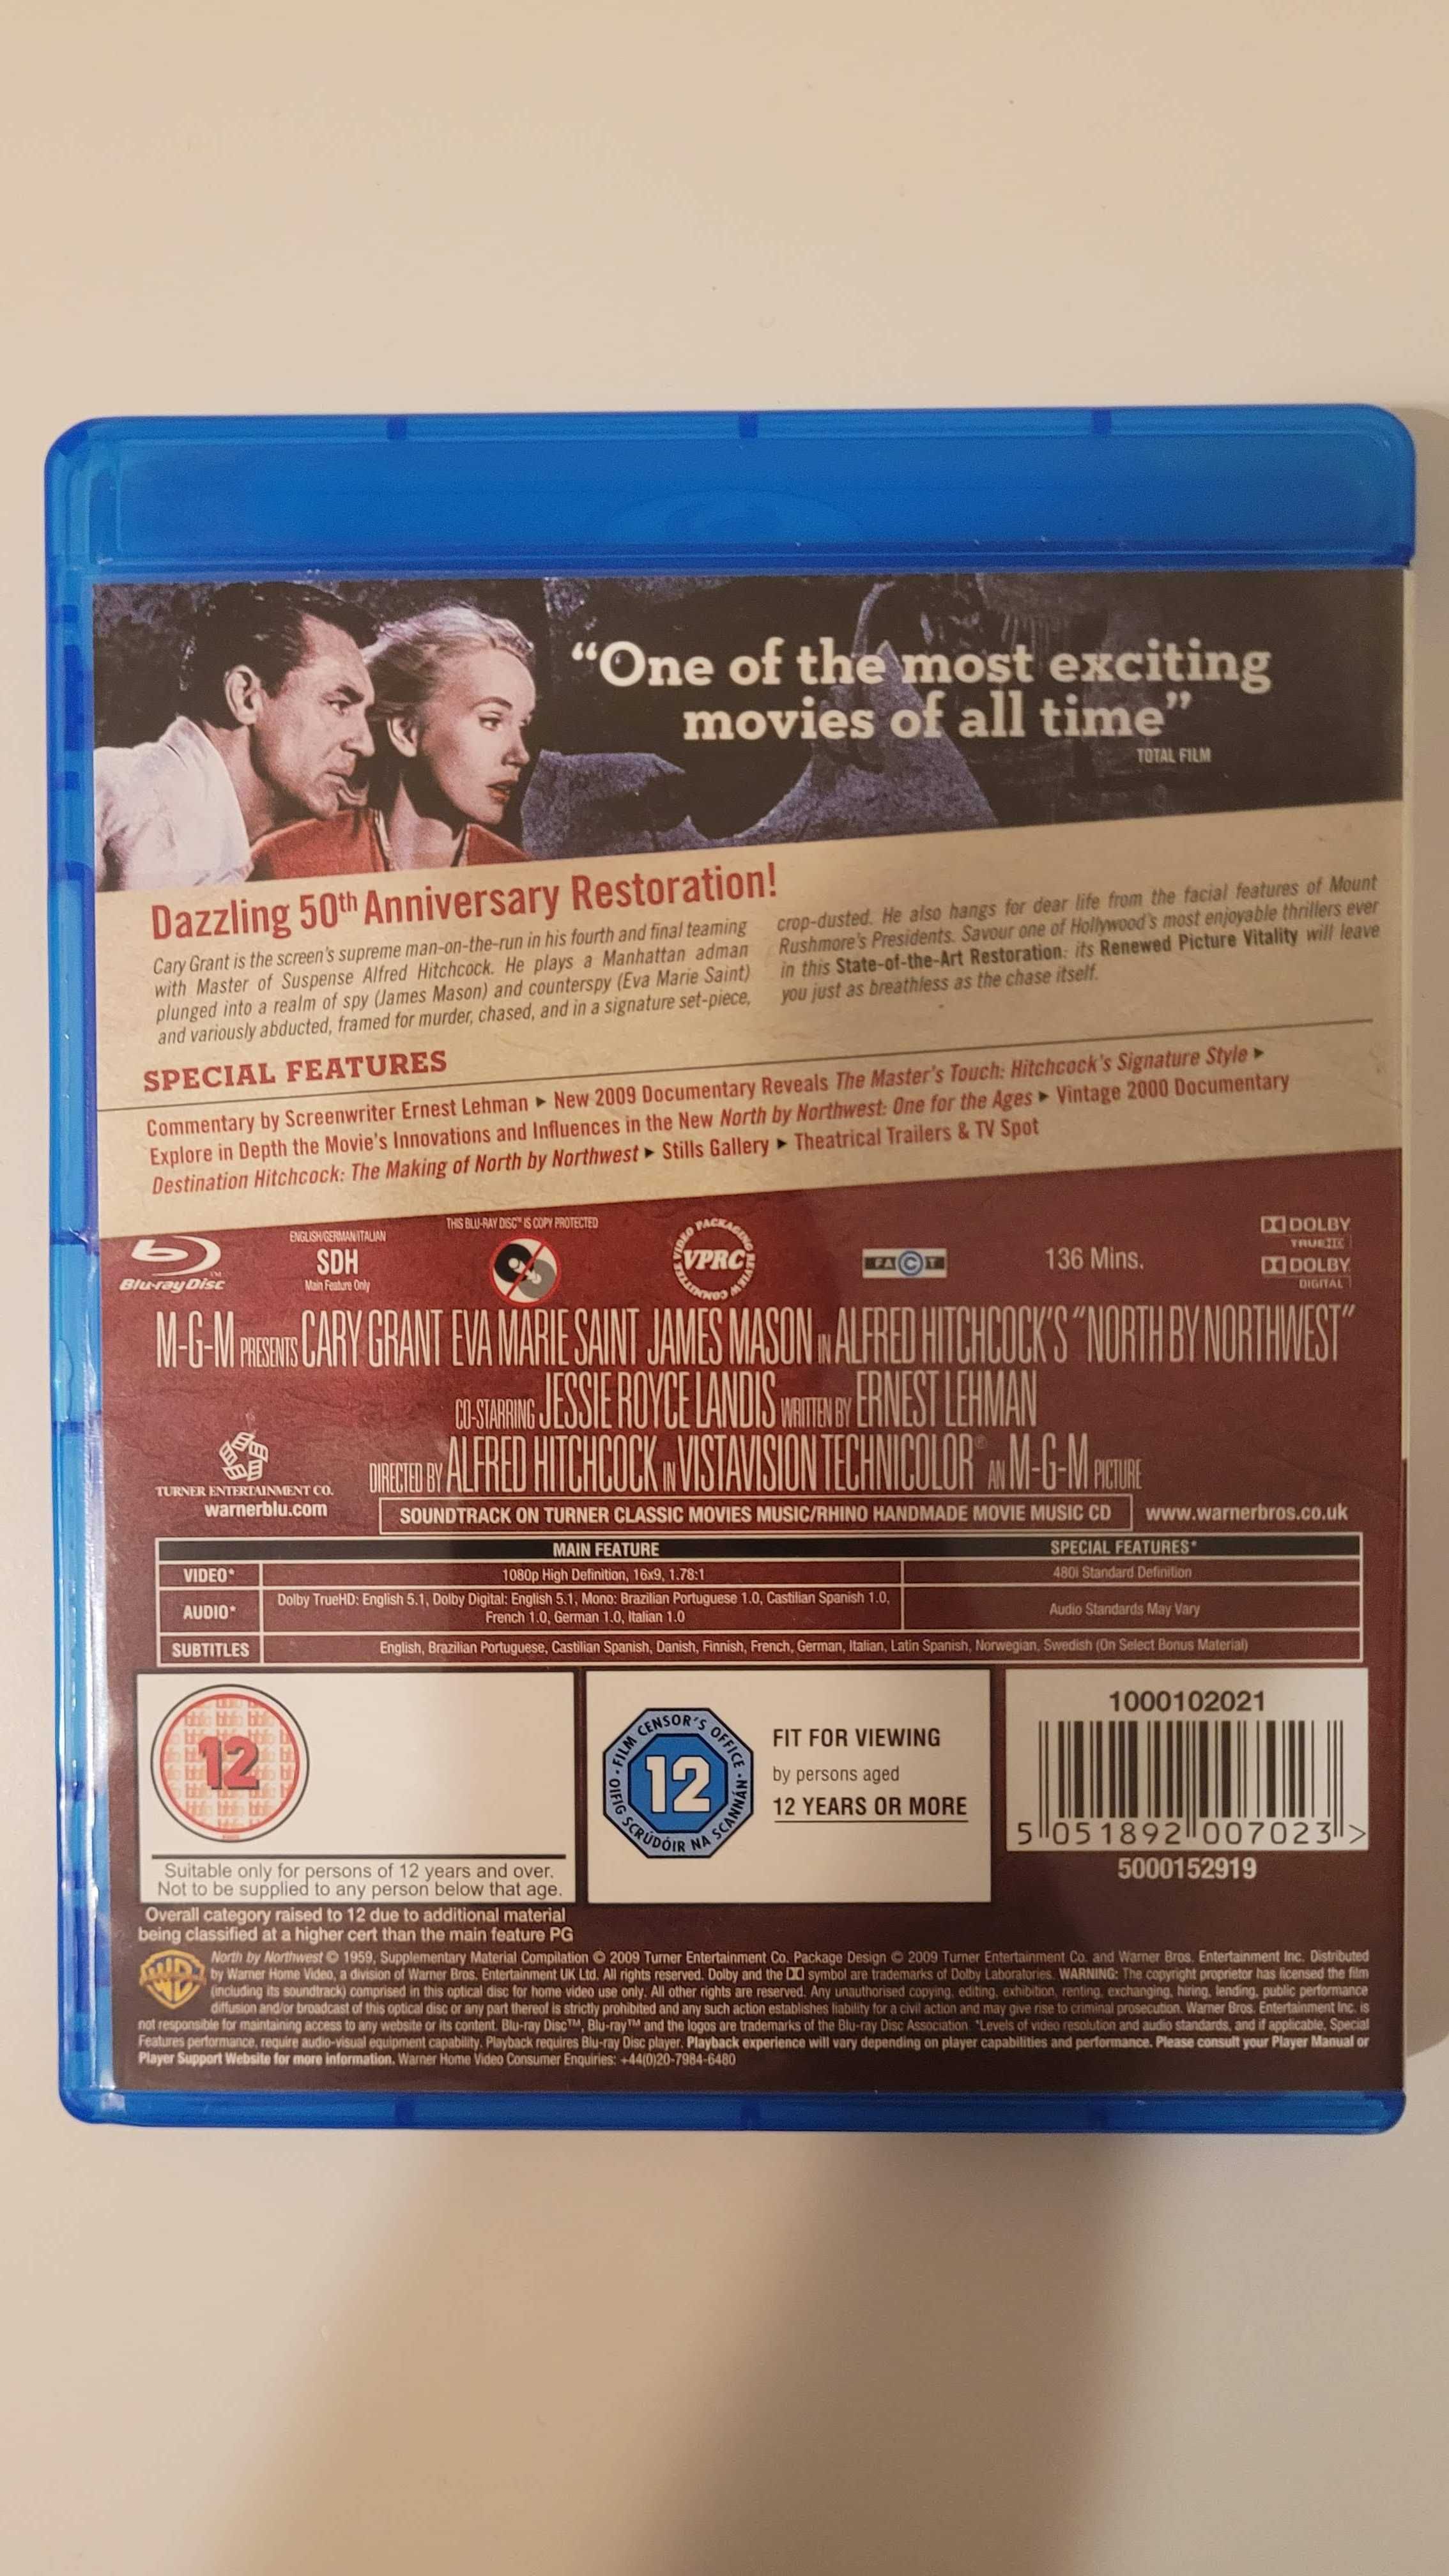 “One of the most exciting
movies of all time”
TOTAL FILM
Dazzling 50th Anniversary Restoration!
Cary Grant is the screen's supreme man-on-the-run in his fourth and final teaming
with Master of Suspense Alfred Hitchcock. He plays a Manhattan adman
plunged into a realm of spy (James Mason) and counterspy (Eva Marie Saint)
and variously abducted, framed for murder, chased, and in a signature set-piece,
crop-dusted. He also hangs for dear life from the facial features of Mount
Rushmore's Presidents. Savour one of Hollywood's most enjoyable thrillers ever
in this State-of-the-Art Restoration: its Renewed Picture Vitality will leave
you just as breathless as the chase itself.
SPECIAL FEATURES
Commentary by Screenwriter Ernest Lehman ▸ New 2009 Documentary Reveals The Master's Touch: Hitchcock's Signature Style ▸
Explore in Depth the Movie's Innovations and Influences in the New North by Northwest: One for the Ages ▸ Vintage 2000 Documentary
Destination Hitchcock: The Making of North by Northwest ▸ Stills Gallery ▸ Theatrical Trailers & TV Spot
Blu-ray Disc™
ENGLISH/GERMAN/ITALIAN
SDH
Main Feature Only
THIS BLU-RAY DISC™ IS COPY PROTECTED
VIDEO PACKAGING REVIEW COMMITTEE
VPRC
FACT
136 Mins.
DOLBY
TRUEHD
DOLBY
DIGITAL
M-G-M PRESENTS CARY GRANT EVA MARIE SAINT JAMES MASON IN ALFRED HITCHCOCK'S “NORTH BY NORTHWEST”
CO-STARRING JESSIE ROYCE LANDIS WRITTEN BY ERNEST LEHMAN
DIRECTED BY ALFRED HITCHCOCK IN VISTAVISION TECHNICOLOR® AN M-G-M PICTURE
TURNER ENTERTAINMENT CO.
warnerblu.com
SOUNDTRACK ON TURNER CLASSIC MOVIES MUSIC/RHINO HANDMADE MOVIE MUSIC CD
www.warnerbros.co.uk
MAIN FEATURE SPECIAL FEATURES*
VIDEO* 1080p High Definition, 16x9, 1.78:1 480i Standard Definition
AUDIO* Dolby TrueHD: English 5.1, Dolby Digital: English 5.1, Mono: Brazilian Portuguese 1.0, Castilian Spanish 1.0,
French 1.0, German 1.0, Italian 1.0
Audio Standards May Vary
SUBTITLES English, Brazilian Portuguese, Castilian Spanish, Danish, Finnish, French, German, Italian, Latin Spanish, Norwegian, Swedish (On Select Bonus Material)
12
Suitable only for persons of 12 years and over.
Not to be supplied to any person below that age.
FILM CENSOR'S OFFICE
12
OIFIG SCRÚDÓIR NA SCANNÁN
FIT FOR VIEWING
by persons aged
12 YEARS OR MORE
1000102021
5 051892 007023 >
5000152919
Overall category raised to 12 due to additional material
being classified at a higher cert than the main feature PG
WB
North by Northwest © 1959, Supplementary Material Compilation © 2009 Turner Entertainment Co. Package Design © 2009 Turner Entertainment Co. and Warner Bros. Entertainment Inc. Distributed
by Warner Home Video, a division of Warner Bros. Entertainment UK Ltd. All rights reserved. Dolby and the symbol are trademarks of Dolby Laboratories. WARNING: The copyright proprietor has licensed the film
(including its soundtrack) comprised in this optical disc for home video use only. All other rights are reserved. Any unauthorised copying, editing, exhibition, renting, exchanging, hiring, lending, public performance
diffusion and/or broadcast of this optical disc or any part thereof is strictly prohibited and any such action establishes liability for a civil action and may give rise to criminal prosecution. Warner Bros. Entertainment Inc. is
not responsible for maintaining access to any website or its content. Blu-ray Disc™, Blu-ray™ and the logos are trademarks of the Blu-ray Disc Association. *Levels of video resolution and audio standards, and if applicable, Special
Features performance, require audio-visual equipment capability. Playback requires Blu-ray Disc player. Playback experience will vary depending on player capabilities and performance. Please consult your Player Manual or
Player Support Website for more information. Warner Home Video Consumer Enquiries: +44(0)20-7984-6480